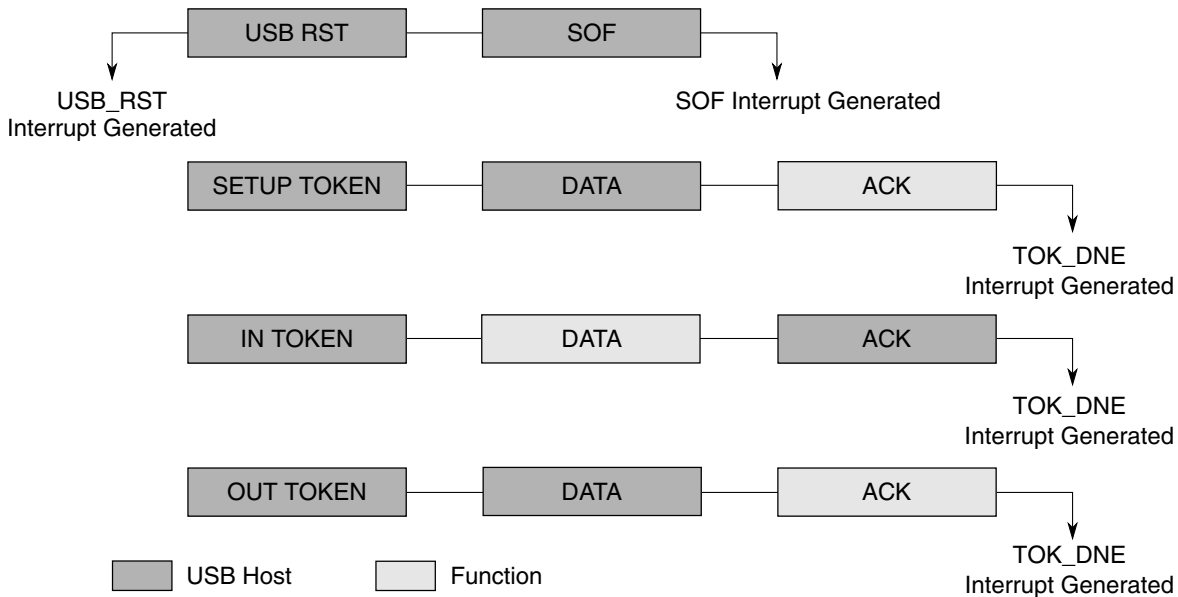 USB RST
SOF
USB_RST
Interrupt Generated
SOF Interrupt Generated
SETUP TOKEN
DATA
ACK
TOK_DNE
Interrupt Generated
IN TOKEN
DATA
ACK
TOK_DNE
Interrupt Generated
OUT TOKEN
DATA
ACK
TOK_DNE
Interrupt Generated
USB Host
Function